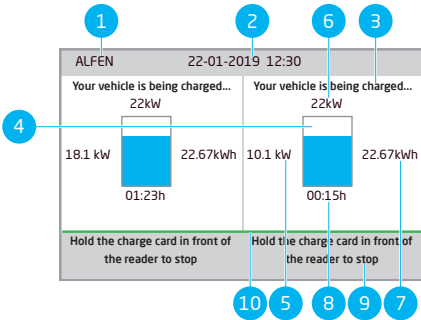 1 2 6 3
ALFEN 22-01-2019 12:30
Your vehicle is being charged... Your vehicle is being charged...
22kW 22kW
4
18.1 kW 22.67kWh 10.1 kW 22.67kWh
01:23h 00:15h
Hold the charge card in front of Hold the charge card in front of
the reader to stop the reader to stop
10 5 8 9 7